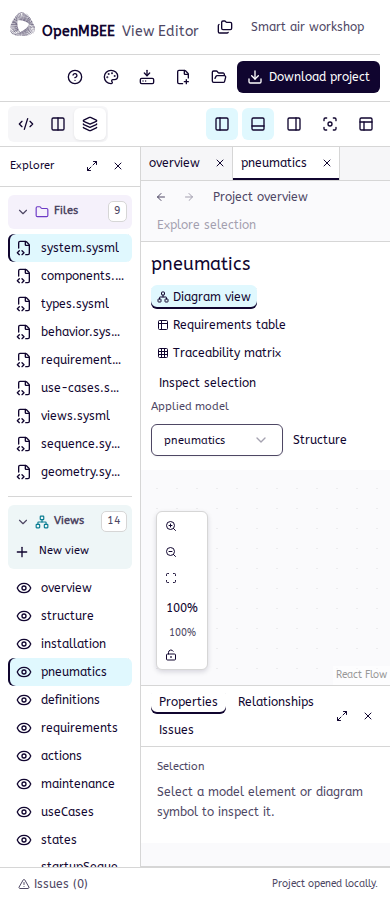 OpenMBEE View Editor
Smart air workshop
Download project
Explorer
overview
pneumatics
Files 9
system.sysml
components....
types.sysml
behavior.sys...
requirement...
use-cases.s...
views.sysml
sequence.sy...
geometry.sy...
Views 14
New view
overview
structure
installation
pneumatics
definitions
requirements
actions
maintenance
useCases
states
Project overview
Explore selection
pneumatics
Diagram view
Requirements table
Traceability matrix
Inspect selection
Applied model
pneumatics
Structure
100%
100%
React Flow
Properties
Relationships
Issues
Selection
Select a model element or diagram
symbol to inspect it.
Issues (0)
Project opened locally.